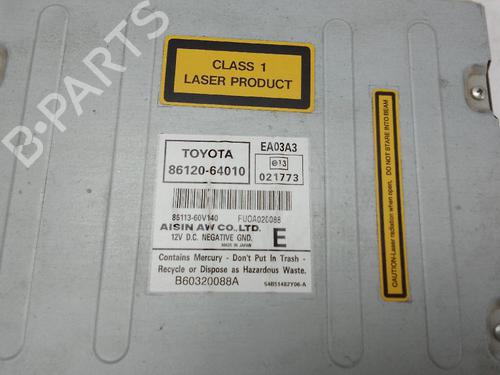 CLASS 1
LASER PRODUCT
TOYOTA
86120-64010
EA03A3
e13
021773
86113-60V140
FUOA020088
AISIN AW CO.,LTD.
12V D.C. NEGATIVE GND.
MADE IN JAPAN
E
Contains Mercury - Don't Put in Trash -
Recycle or Dispose as Hazardous Waste.
B60320088A
S4B51482Y06-A
CAUTION-Laser radiation when open,
DO NOT STARE INTO BEAM
B-PARTS